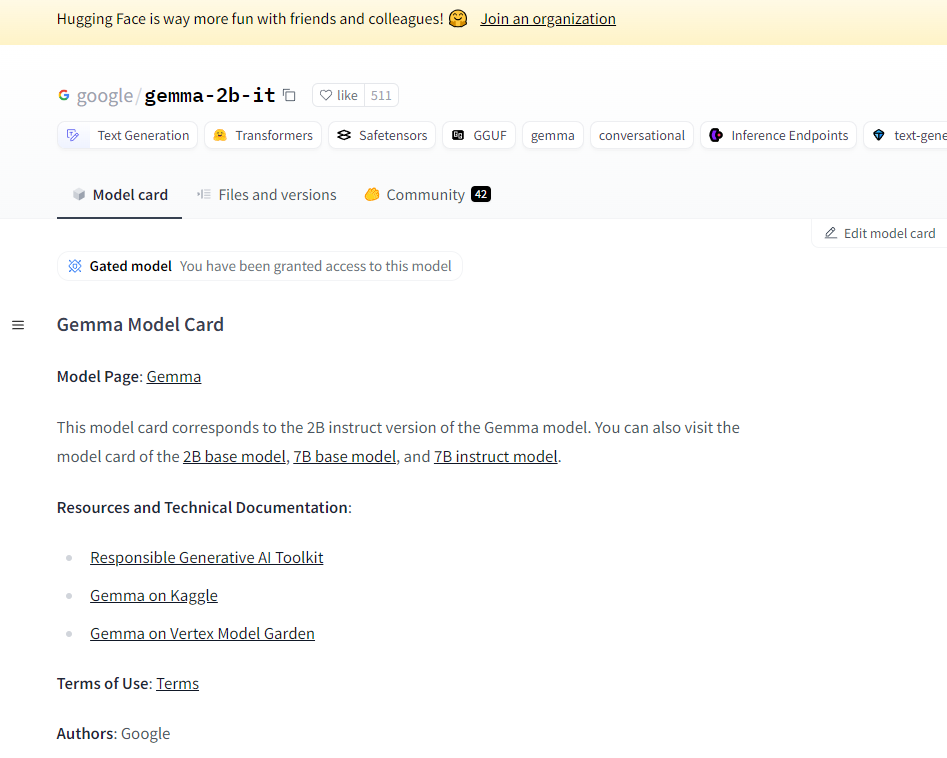 Hugging Face is way more fun with friends and colleagues! 🤗 Join an organization
google/gemma-2b-it like 511
Text Generation Transformers Safetensors GGUF gemma conversational Inference Endpoints text-gene
Model card Files and versions Community 42
Edit model card
Gated model You have been granted access to this model
Gemma Model Card
Model Page: Gemma
This model card corresponds to the 2B instruct version of the Gemma model. You can also visit the
model card of the 2B base model, 7B base model, and 7B instruct model.
Resources and Technical Documentation:
Responsible Generative AI Toolkit
Gemma on Kaggle
Gemma on Vertex Model Garden
Terms of Use: Terms
Authors: Google